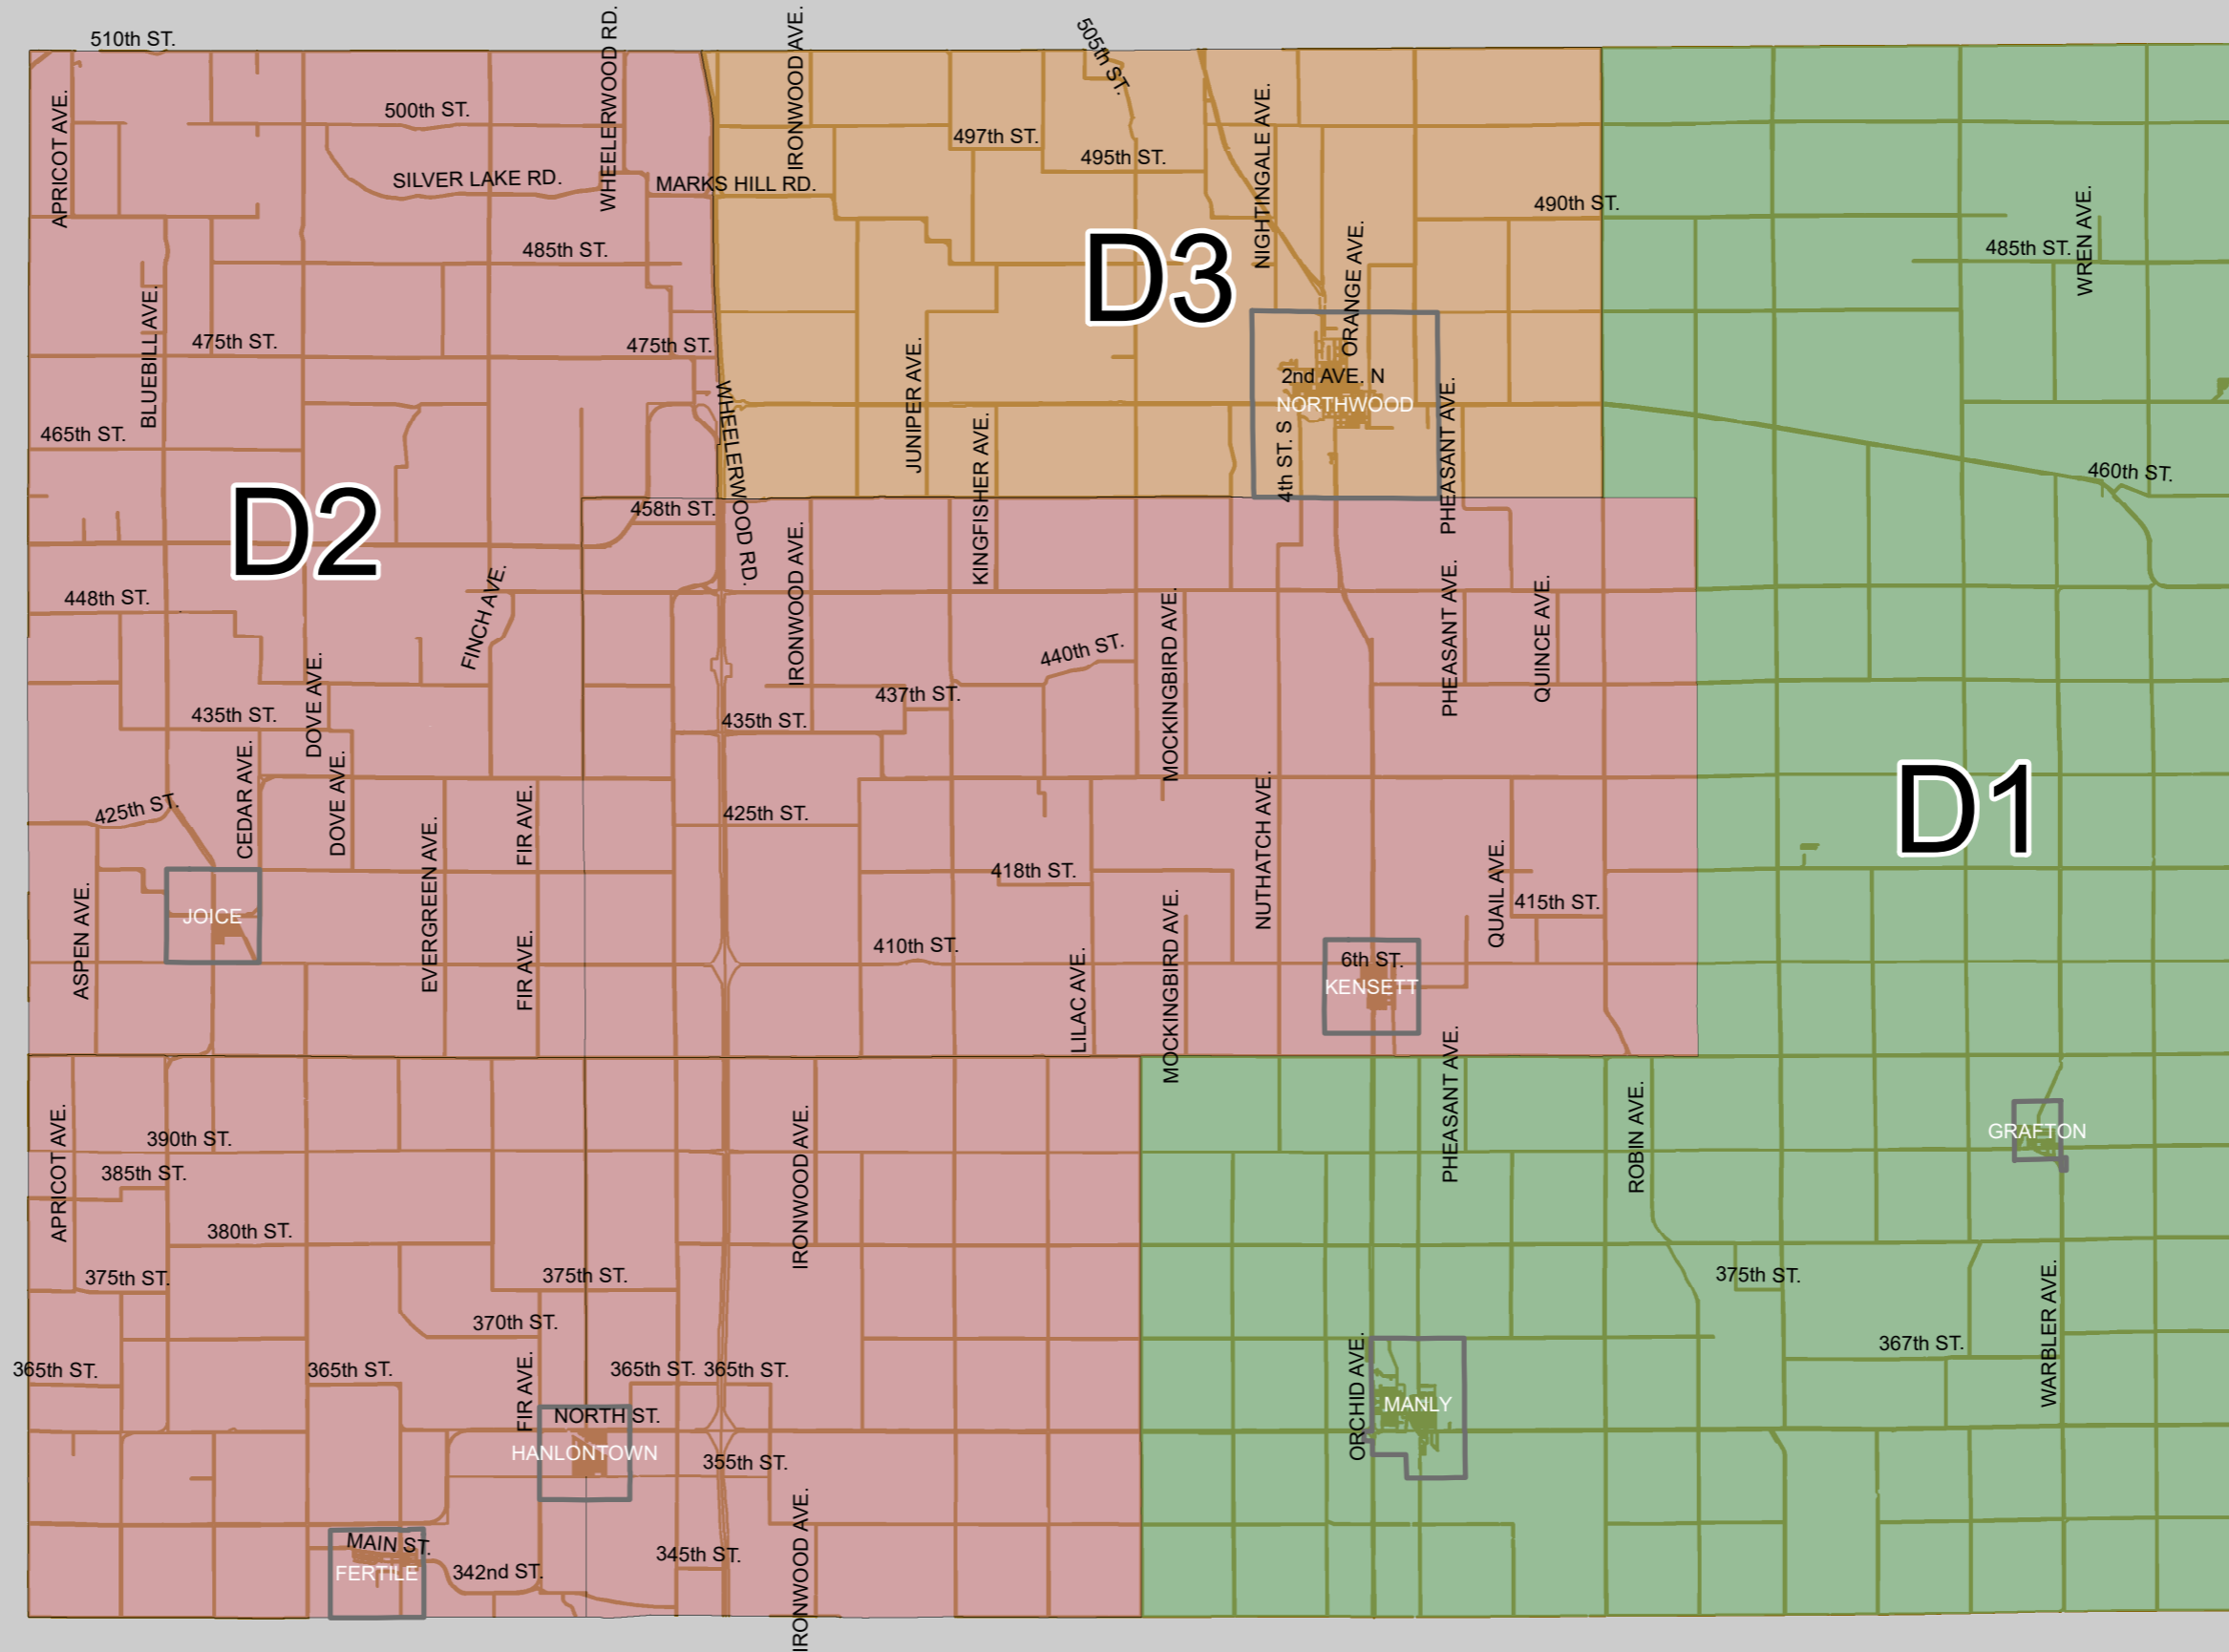 510th ST.
WHEELERWOOD RD.
IRONWOOD AVE.
505th ST.
APRICOT AVE.
500th ST.
497th ST.
495th ST.
NIGHTINGALE AVE.
SILVER LAKE RD.
MARKS HILL RD.
490th ST.
WREN AVE.
485th ST.
485th ST.
D3
ORANGE AVE.
BLUEBILL AVE.
475th ST.
475th ST.
JUNIPER AVE.
2nd AVE. N
NORTHWOOD
PHEASANT AVE.
WHEELERWOOD RD.
465th ST.
KINGFISHER AVE.
4th ST. S
460th ST.
D2
458th ST.
IRONWOOD AVE.
448th ST.
FINCH AVE.
MOCKINGBIRD AVE.
PHEASANT AVE.
QUINCE AVE.
440th ST.
DOVE AVE.
437th ST.
435th ST.
435th ST.
CEDAR AVE.
DOVE AVE.
NUTHATCH AVE.
D1
425th ST.
425th ST.
FIR AVE.
EVERGREEN AVE.
418th ST.
QUAIL AVE.
415th ST.
ASPEN AVE.
JOICE
FIR AVE.
410th ST.
LILAC AVE.
MOCKINGBIRD AVE.
6th ST.
KENSETT
APRICOT AVE.
390th ST.
385th ST.
IRONWOOD AVE.
PHEASANT AVE.
ROBIN AVE.
GRAFTON
380th ST.
375th ST.
375th ST.
375th ST.
WARBLER AVE.
370th ST.
367th ST.
365th ST.
365th ST.
FIR AVE.
365th ST.
365th ST.
ORCHID AVE.
MANLY
NORTH ST.
HANLONTOWN
355th ST.
MAIN ST.
FERTILE
342nd ST.
345th ST.
IRONWOOD AVE.